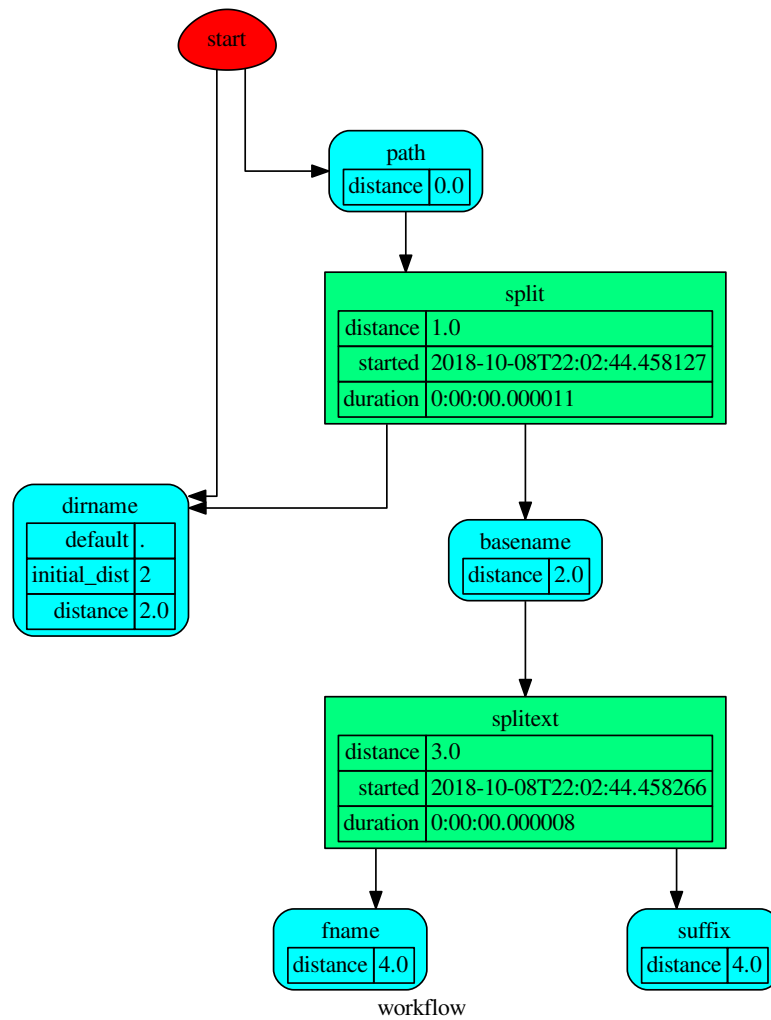 start
path
distance 0.0
split
distance 1.0
started 2018-10-08T22:02:44.458127
duration 0:00:00.000011
dirname
default .
initial_dist 2
distance 2.0
basename
distance 2.0
splitext
distance 3.0
started 2018-10-08T22:02:44.458266
duration 0:00:00.000008
fname
distance 4.0
suffix
distance 4.0
workflow